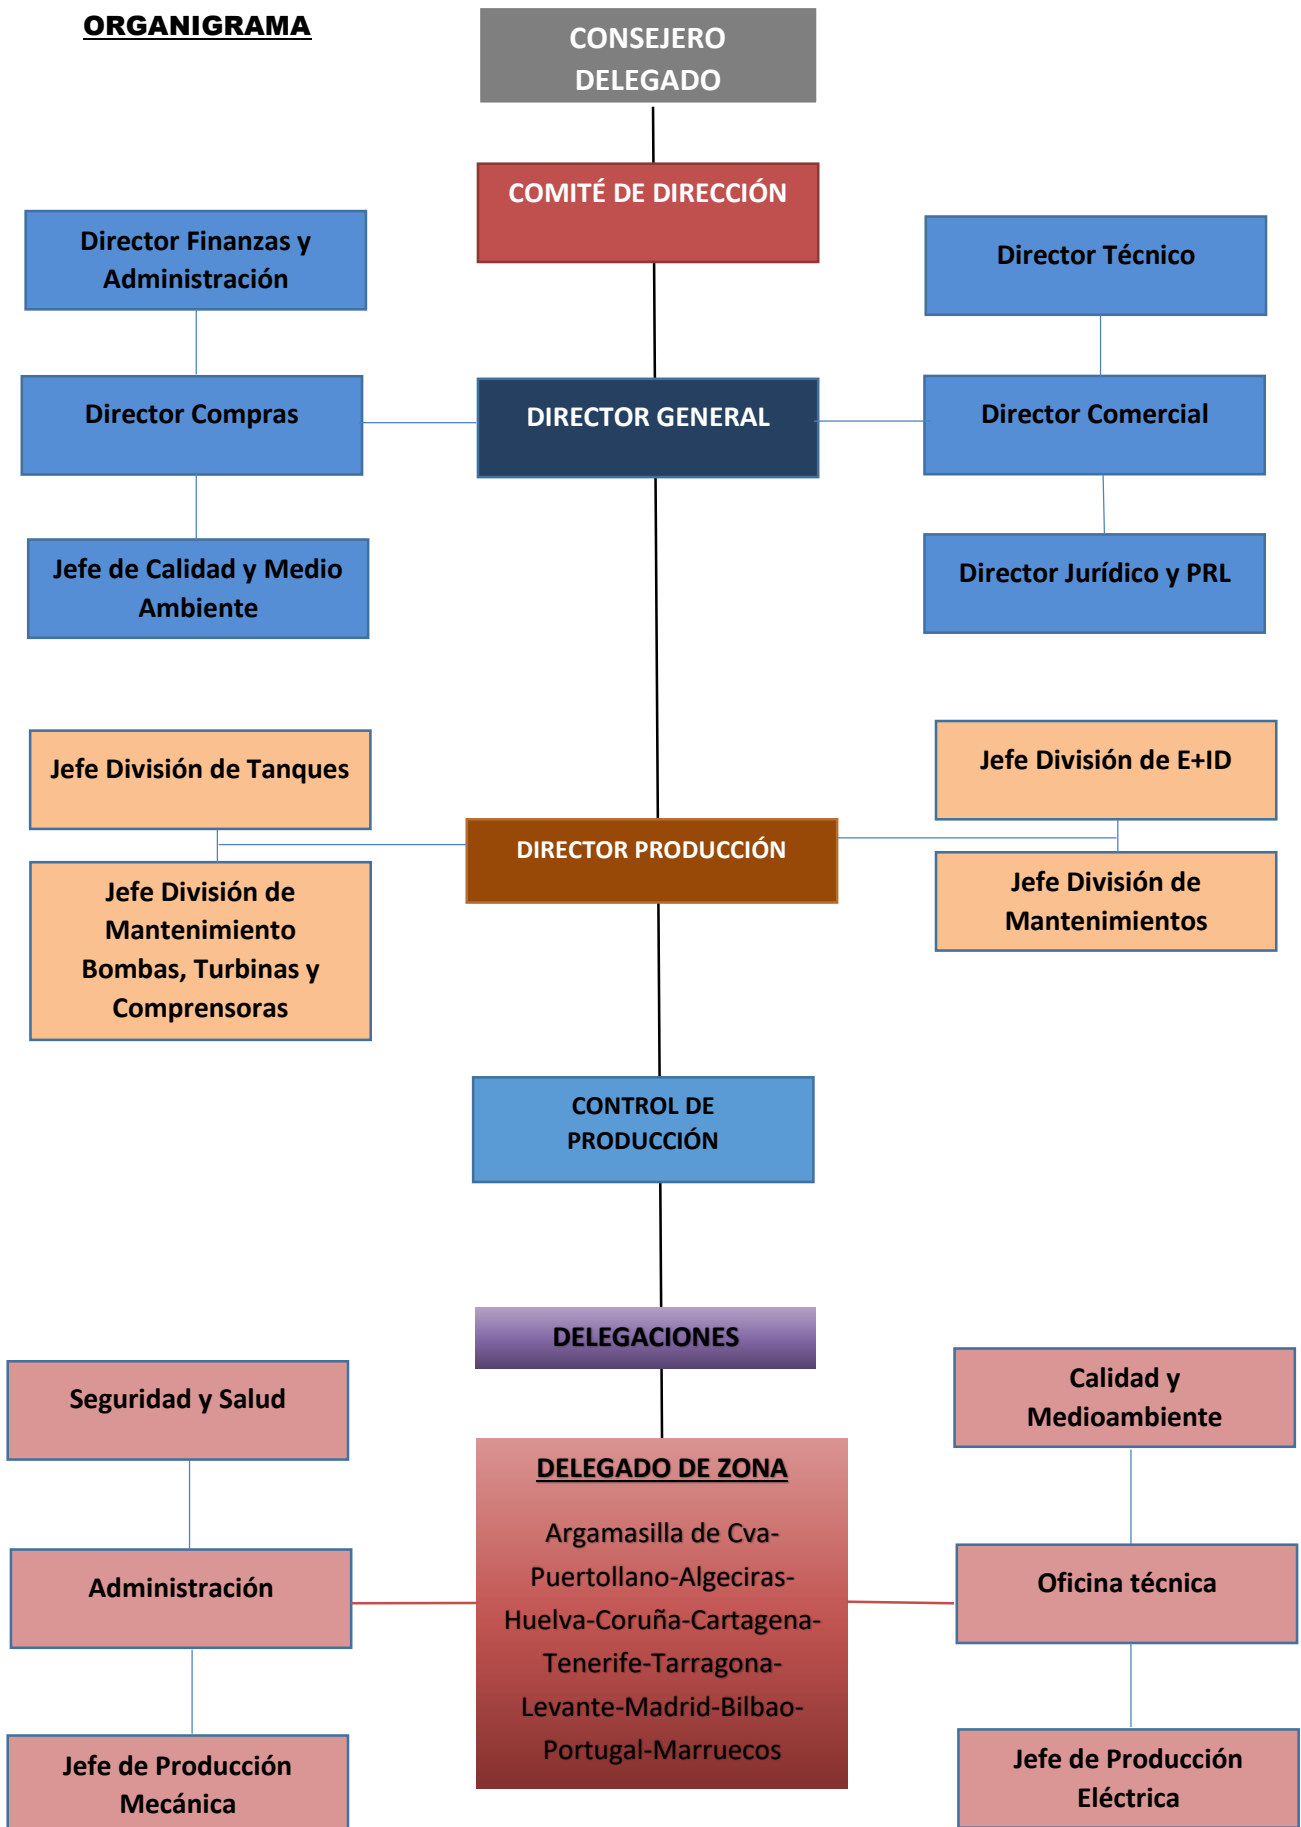 ORGANIGRAMA
CONSEJERO
DELEGADO
COMITÉ DE DIRECCIÓN
Director Finanzas y
Administración
Director Técnico
Director Compras
DIRECTOR GENERAL
Director Comercial
Jefe de Calidad y Medio
Ambiente
Director Jurídico y PRL
Jefe División de Tanques
Jefe División de E+ID
DIRECTOR PRODUCCIÓN
Jefe División de
Mantenimiento
Bombas, Turbinas y
Comprensoras
Jefe División de
Mantenimientos
CONTROL DE
PRODUCCIÓN
DELEGACIONES
Seguridad y Salud
Calidad y
Medioambiente
DELEGADO DE ZONA
Argamasilla de Cva-
Puertollano-Algeciras-
Huelva-Coruña-Cartagena-
Tenerife-Tarragona-
Levante-Madrid-Bilbao-
Portugal-Marruecos
Administración
Oficina técnica
Jefe de Producción
Mecánica
Jefe de Producción
Eléctrica